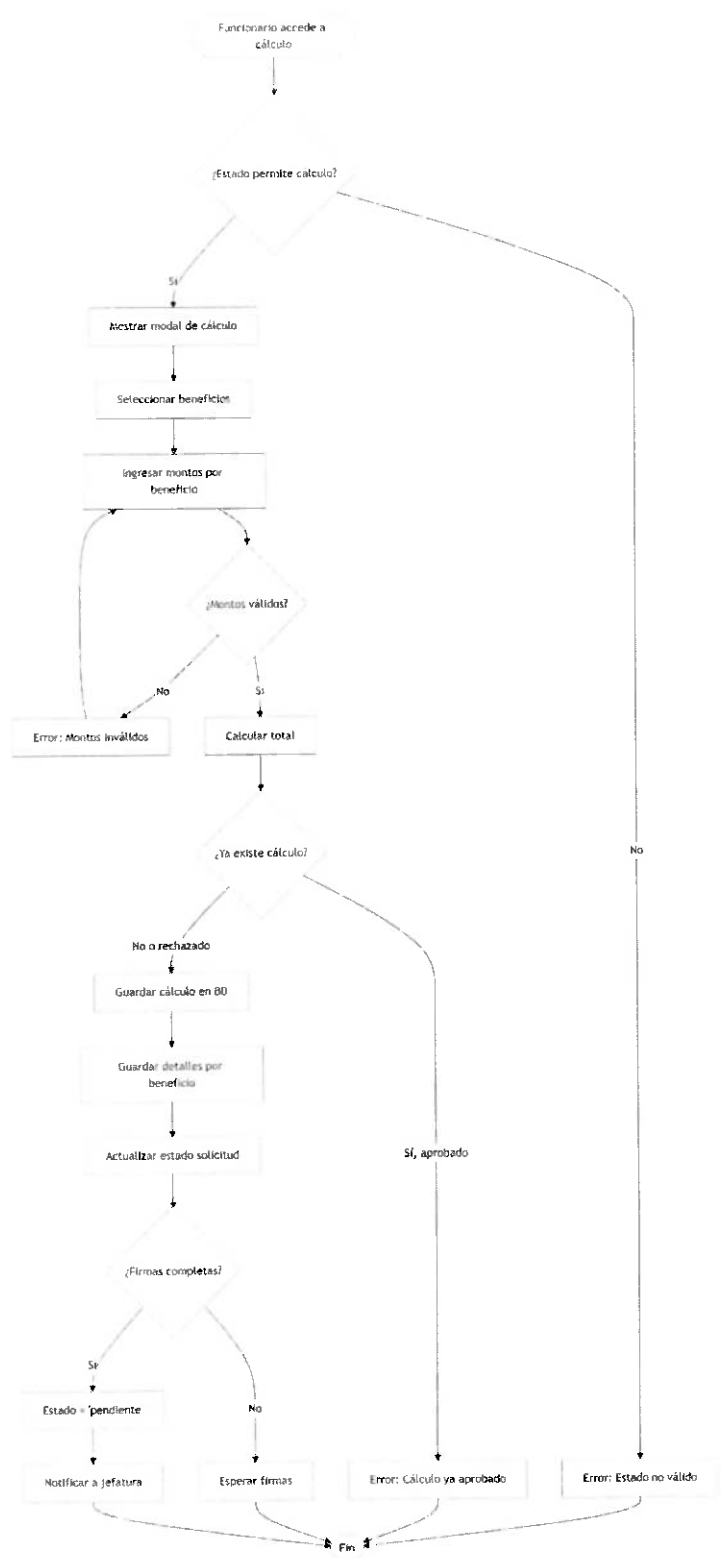 Funcionario accede a
cálculo
¿Estado permite cálculo?
Sí
Mostrar modal de cálculo
Seleccionar beneficios
Ingresar montos por
beneficio
¿Montos válidos?
No
Sí
Error: Montos inválidos
Calcular total
¿Ya existe cálculo?
No
No o rechazado
Guardar cálculo en BD
Guardar detalles por
beneficio
Actualizar estado solicitud
Sí, aprobado
¿Firmas completas?
Sí
No
Estado = 'pendiente
Notificar a jefatura
Esperar firmas
Error: Cálculo ya aprobado
Error: Estado no válido
Fin